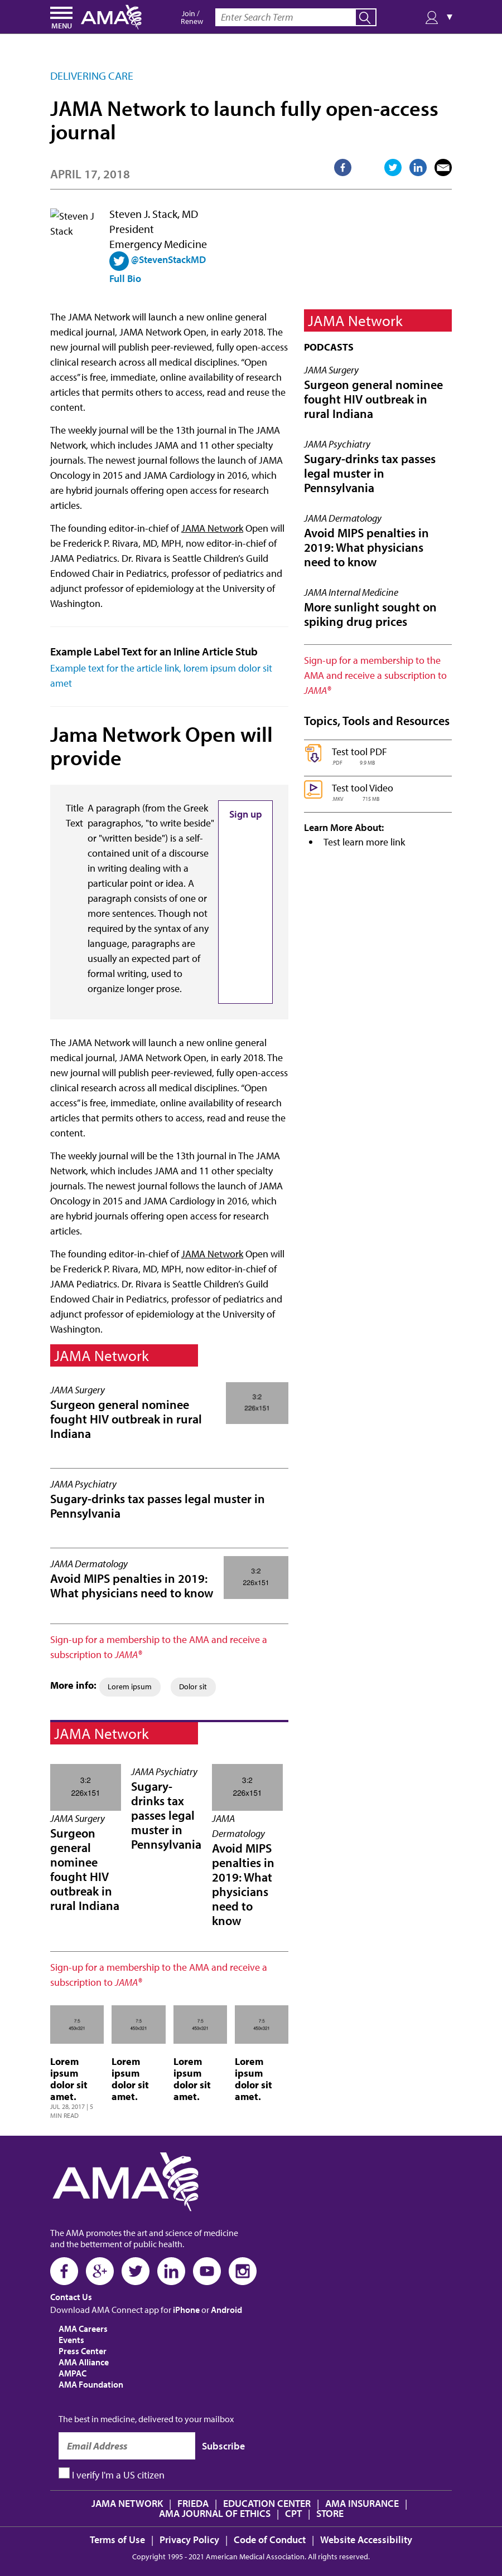 MENU
AMA
Join /
Renew
Enter Search Term
▼
DELIVERING CARE
JAMA Network to launch fully open-access
journal
APRIL 17, 2018
Steven J
Stack
Steven J. Stack, MD
President
Emergency Medicine
@StevenStackMD
Full Bio
The JAMA Network will launch a new online general
medical journal, JAMA Network Open, in early 2018. The
new journal will publish peer-reviewed, fully open-access
clinical research across all medical disciplines. “Open
access” is free, immediate, online availability of research
articles that permits others to access, read and reuse the
content.
The weekly journal will be the 13th journal in The JAMA
Network, which includes JAMA and 11 other specialty
journals. The newest journal follows the launch of JAMA
Oncology in 2015 and JAMA Cardiology in 2016, which
are hybrid journals offering open access for research
articles.
The founding editor-in-chief of JAMA Network Open will
be Frederick P. Rivara, MD, MPH, now editor-in-chief of
JAMA Pediatrics. Dr. Rivara is Seattle Children’s Guild
Endowed Chair in Pediatrics, professor of pediatrics and
adjunct professor of epidemiology at the University of
Washington.
Example Label Text for an Inline Article Stub
Example text for the article link, lorem ipsum dolor sit
amet
Jama Network Open will
provide
Title
Text
A paragraph (from the Greek
paragraphos, "to write beside"
or "written beside") is a self-
contained unit of a discourse
in writing dealing with a
particular point or idea. A
paragraph consists of one or
more sentences. Though not
required by the syntax of any
language, paragraphs are
usually an expected part of
formal writing, used to
organize longer prose.
Sign up
The JAMA Network will launch a new online general
medical journal, JAMA Network Open, in early 2018. The
new journal will publish peer-reviewed, fully open-access
clinical research across all medical disciplines. “Open
access” is free, immediate, online availability of research
articles that permits others to access, read and reuse the
content.
The weekly journal will be the 13th journal in The JAMA
Network, which includes JAMA and 11 other specialty
journals. The newest journal follows the launch of JAMA
Oncology in 2015 and JAMA Cardiology in 2016, which
are hybrid journals offering open access for research
articles.
The founding editor-in-chief of JAMA Network Open will
be Frederick P. Rivara, MD, MPH, now editor-in-chief of
JAMA Pediatrics. Dr. Rivara is Seattle Children’s Guild
Endowed Chair in Pediatrics, professor of pediatrics and
adjunct professor of epidemiology at the University of
Washington.
JAMA Network
JAMA Surgery
Surgeon general nominee
fought HIV outbreak in rural
Indiana
3:2
226x151
JAMA Psychiatry
Sugary-drinks tax passes legal muster in
Pennsylvania
JAMA Dermatology
Avoid MIPS penalties in 2019:
What physicians need to know
3:2
226x151
Sign-up for a membership to the AMA and receive a
subscription to JAMA®
More info: Lorem ipsum Dolor sit
JAMA Network
3:2
226x151
JAMA Surgery
Surgeon
general
nominee
fought HIV
outbreak in
rural Indiana
JAMA Psychiatry
Sugary-
drinks tax
passes legal
muster in
Pennsylvania
3:2
226x151
JAMA
Dermatology
Avoid MIPS
penalties in
2019: What
physicians
need to
know
Sign-up for a membership to the AMA and receive a
subscription to JAMA®
7:5
450x321
Lorem
ipsum
dolor sit
amet.
JUL 28, 2017 | 5
MIN READ
7:5
450x321
Lorem
ipsum
dolor sit
amet.
7:5
450x321
Lorem
ipsum
dolor sit
amet.
7:5
450x321
Lorem
ipsum
dolor sit
amet.
JAMA Network
PODCASTS
JAMA Surgery
Surgeon general nominee
fought HIV outbreak in
rural Indiana
JAMA Psychiatry
Sugary-drinks tax passes
legal muster in
Pennsylvania
JAMA Dermatology
Avoid MIPS penalties in
2019: What physicians
need to know
JAMA Internal Medicine
More sunlight sought on
spiking drug prices
Sign-up for a membership to the
AMA and receive a subscription to
JAMA®
Topics, Tools and Resources
Test tool PDF
.PDF 9.9 MB
Test tool Video
.MKV 715 MB
Learn More About:
• Test learn more link
AMA
The AMA promotes the art and science of medicine
and the betterment of public health.
Contact Us
Download AMA Connect app for iPhone or Android
AMA Careers
Events
Press Center
AMA Alliance
AMPAC
AMA Foundation
The best in medicine, delivered to your mailbox
Email Address
Subscribe
I verify I'm a US citizen
JAMA NETWORK | FRIEDA | EDUCATION CENTER | AMA INSURANCE |
AMA JOURNAL OF ETHICS | CPT | STORE
Terms of Use | Privacy Policy | Code of Conduct | Website Accessibility
Copyright 1995 - 2021 American Medical Association. All rights reserved.